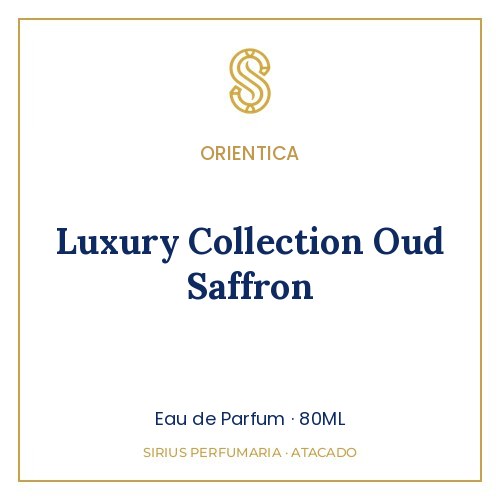 ORIENTICA
Luxury Collection Oud
Saffron
Eau de Parfum · 80ML
SIRIUS PERFUMARIA · ATACADO